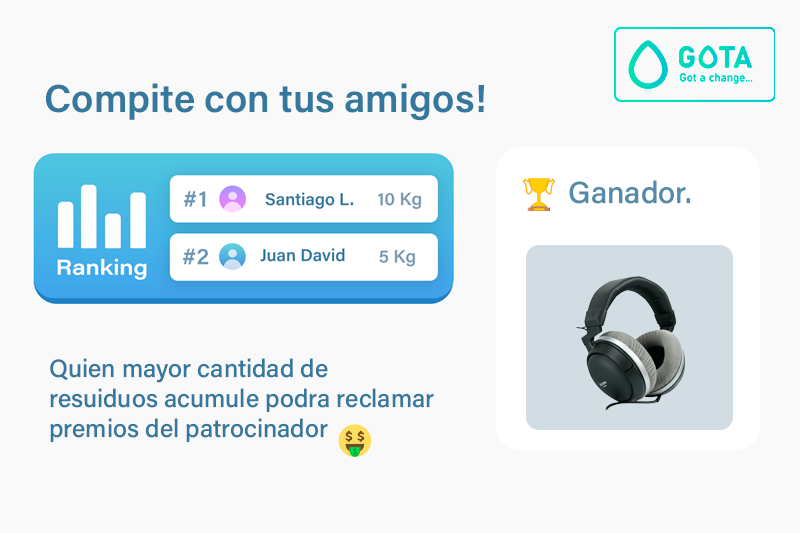 GOTA
Got a change...
Compite con tus amigos!
Ranking
#1 Santiago L. 10 Kg
#2 Juan David 5 Kg
Ganador.
Quien mayor cantidad de
resuiduos acumule podra reclamar
premios del patrocinador